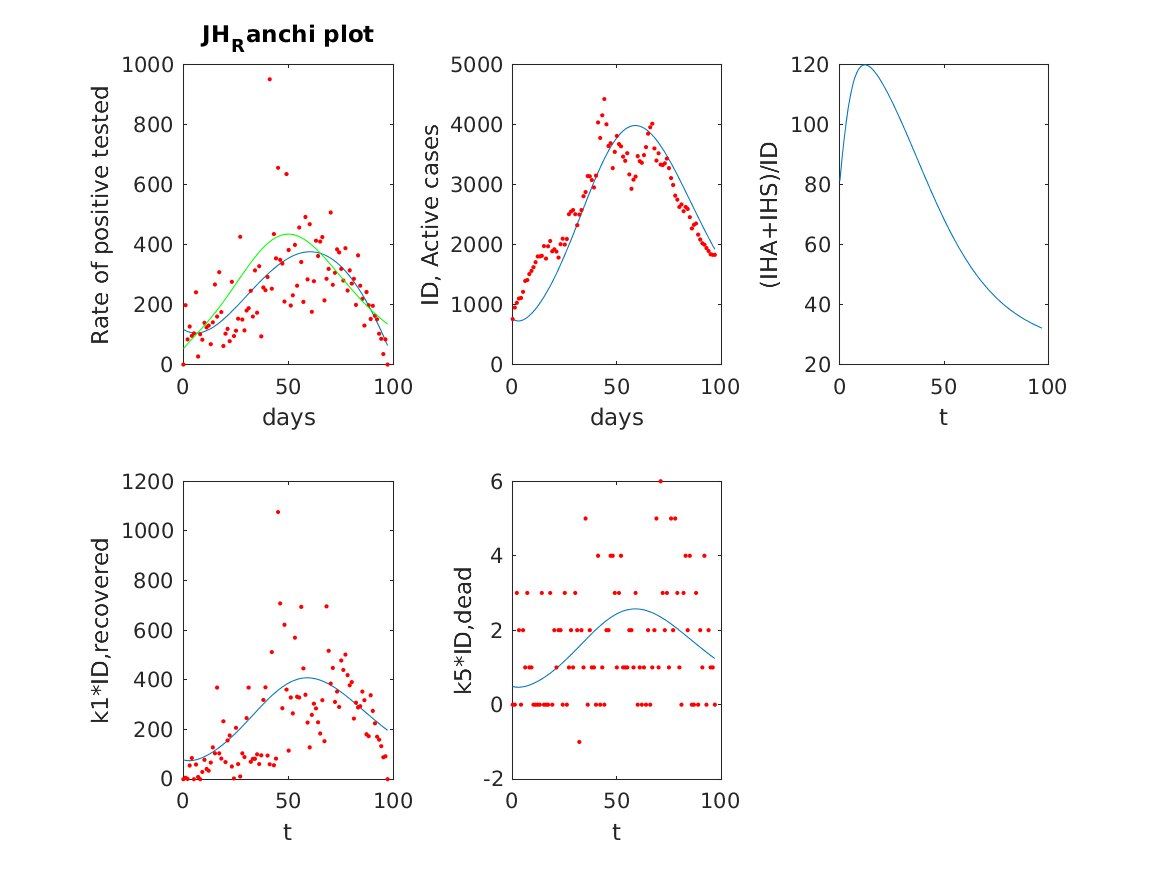 JH_Ranchi plot
Rate of positive tested
1000
800
600
400
200
0
0 50 100
days
ID, Active cases
5000
4000
3000
2000
1000
0
0 50 100
days
(IHA+IHS)/ID
120
100
80
60
40
20
0 50 100
t
k1*ID,recovered
1200
1000
800
600
400
200
0
0 50 100
t
k5*ID,dead
6
4
2
0
-2
0 50 100
t